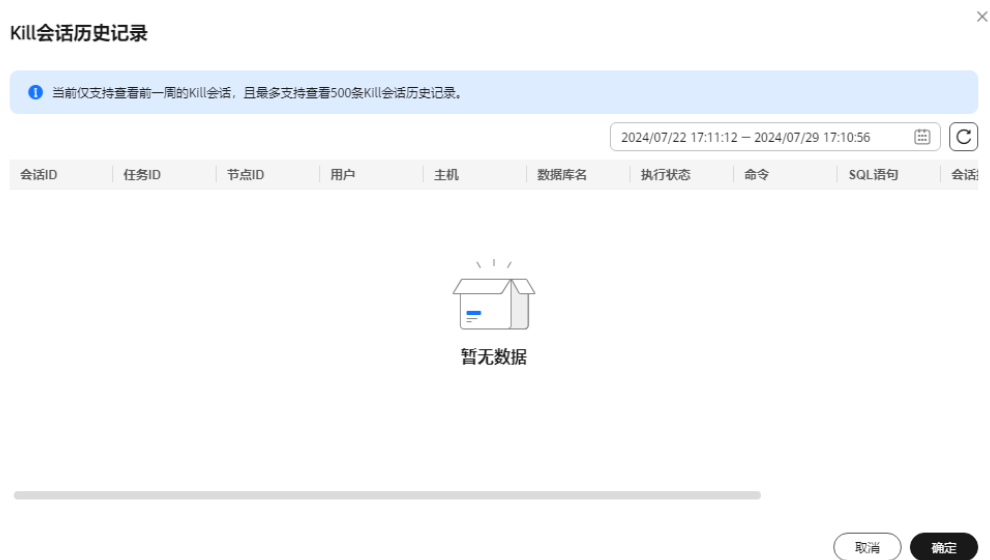 Kill会话历史记录
当前仅支持查看前一周的Kill会话，且最多支持查看500条Kill会话历史记录。
2024/07/22 17:11:12 — 2024/07/29 17:10:56
会话ID 任务ID 节点ID 用户 主机 数据库名 执行状态 命令 SQL语句 会话
暂无数据
取消 确定